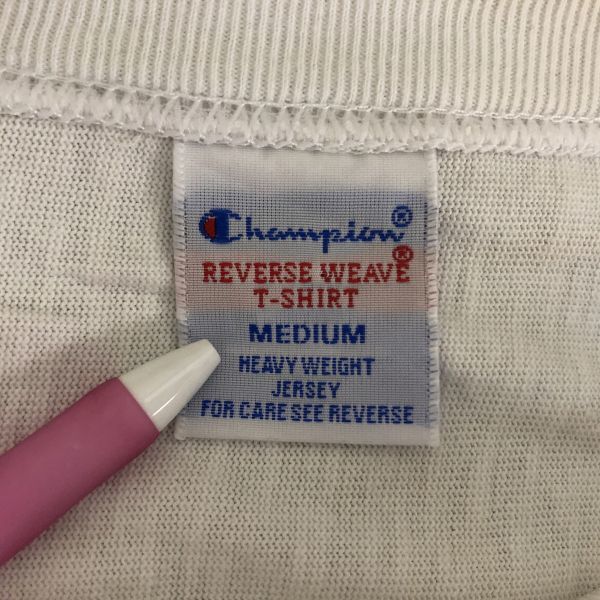 Champion®
REVERSE WEAVE®
T-SHIRT
MEDIUM
HEAVY WEIGHT
JERSEY
FOR CARE SEE REVERSE